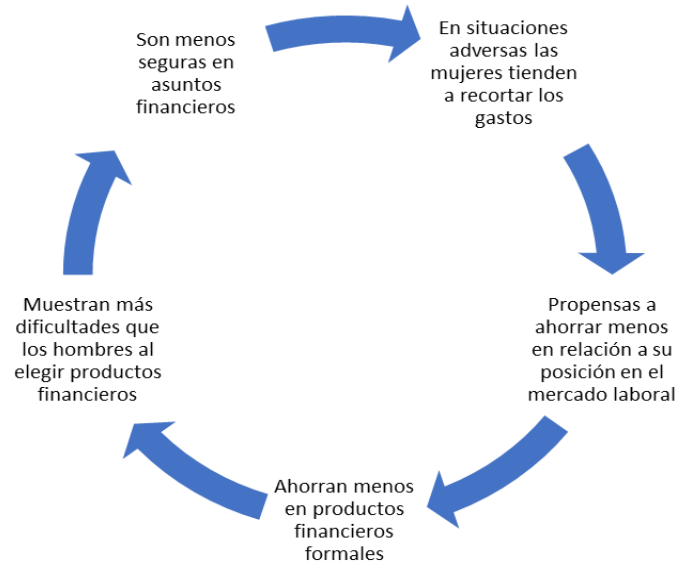 Son menos
seguras en
asuntos
financieros
En situaciones
adversas las
mujeres tienden
a recortar los
gastos
Propensas a
ahorrar menos
en relación a su
posición en el
mercado laboral
Ahorran menos
en productos
financieros
formales
Muestran más
dificultades que
los hombres al
elegir productos
financieros